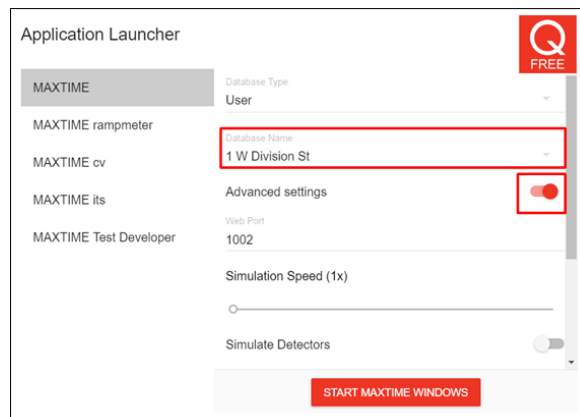 Application Launcher
Q
FREE
MAXTIME
MAXTIME rampmeter
MAXTIME cv
MAXTIME its
MAXTIME Test Developer
Database Type
User
Database Name
1 W Division St
Advanced settings
Web Port
1002
Simulation Speed (1x)
Simulate Detectors
START MAXTIME WINDOWS